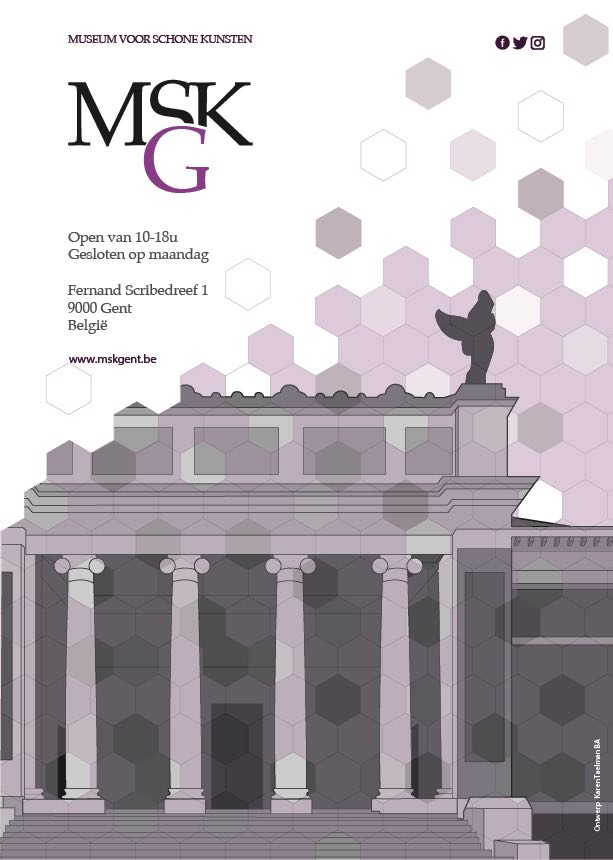 MUSEUM VOOR SCHONE KUNSTEN
MSK
G
Open van 10-18u
Gesloten op maandag
Fernand Scribedreef 1
9000 Gent
België
www.mskgent.be
Ontwerp Karen Taelman BA